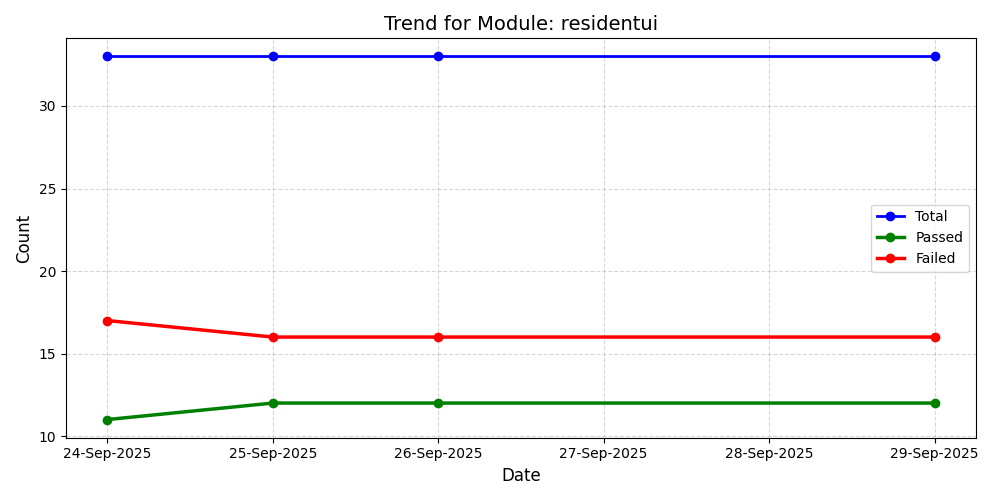 Trend for Module: residentui
Count
30
25
20
15
10
Total
Passed
Failed
24-Sep-2025
25-Sep-2025
26-Sep-2025
27-Sep-2025
28-Sep-2025
29-Sep-2025
Date